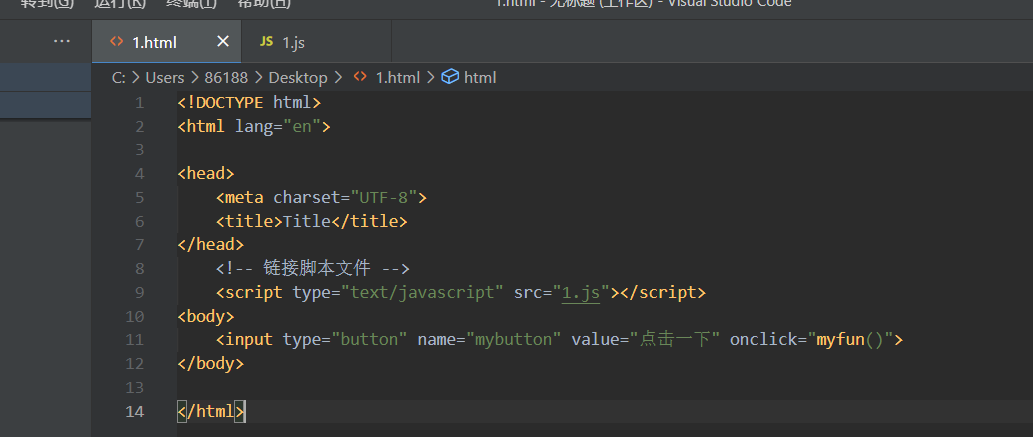 转到(G) 运行(R) 终端(T) 帮助(H) 1.html - 无标题 (工作区) - Visual Studio Code
··· <> 1.html × JS 1.js
C: > Users > 86188 > Desktop > <> 1.html > html
1 <!DOCTYPE html>
2 <html lang="en">
3
4 <head>
5 <meta charset="UTF-8">
6 <title>Title</title>
7 </head>
8 <!-- 链接脚本文件 -->
9 <script type="text/javascript" src="1.js"></script>
10 <body>
11 <input type="button" name="mybutton" value="点击一下" onclick="myfun()">
12 </body>
13
14 </html>